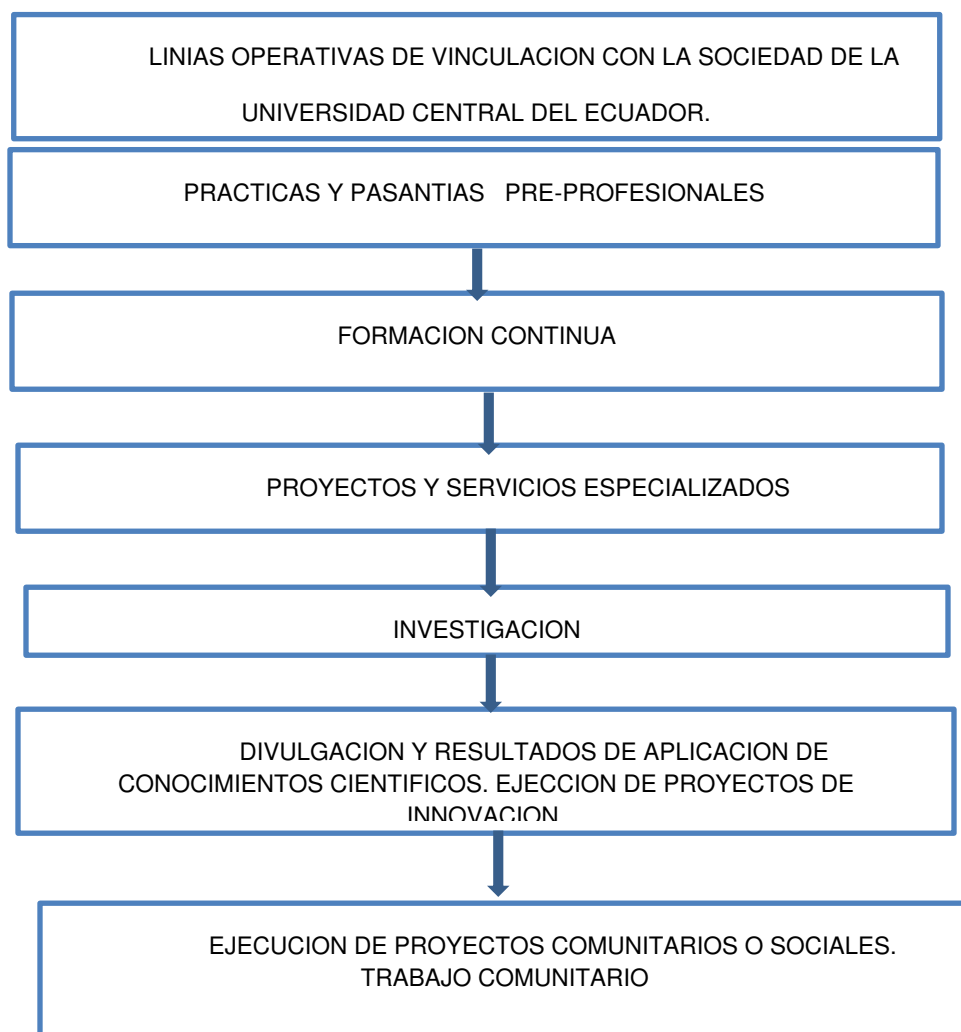 LINIAS OPERATIVAS DE VINCULACION CON LA SOCIEDAD DE LA
UNIVERSIDAD CENTRAL DEL ECUADOR.
PRACTICAS Y PASANTIAS PRE-PROFESIONALES
FORMACION CONTINUA
PROYECTOS Y SERVICIOS ESPECIALIZADOS
INVESTIGACION
DIVULGACION Y RESULTADOS DE APLICACION DE
CONOCIMIENTOS CIENTIFICOS. EJECCION DE PROYECTOS DE
INNOVACION
EJECUCION DE PROYECTOS COMUNITARIOS O SOCIALES.
TRABAJO COMUNITARIO